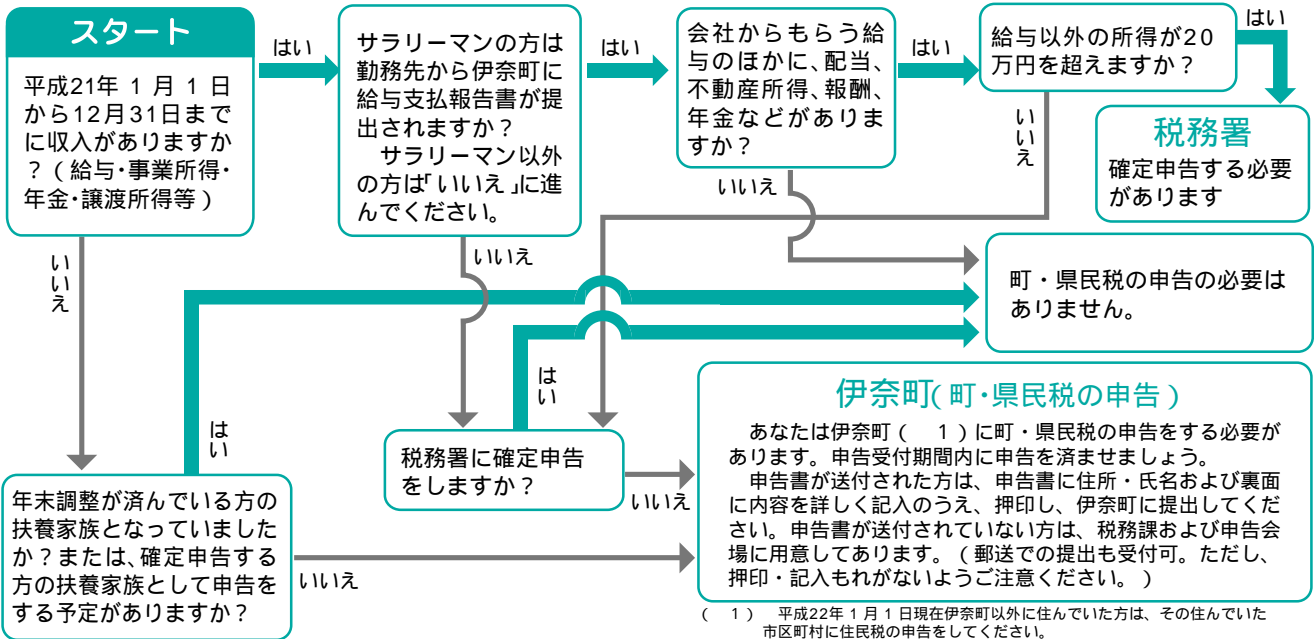 スタート
平成21年 1 月 1 日
から12月31日まで
に収入がありますか
？（給与・事業所得・
年金・譲渡所得等）
はい
いいえ
サラリーマンの方は
勤務先から伊奈町に
給与支払報告書が提
出されますか？
サラリーマン以外
の方は「いいえ」に進
んでください。
はい
いいえ
会社からもらう給
与のほかに、配当、
不動産所得、報酬、
年金などがありま
すか？
はい
いいえ
給与以外の所得が20
万円を超えますか？
はい
いいえ
税務署
確定申告する必要
があります
町・県民税の申告の必要は
ありません。
税務署に確定申告
をしますか？
はい
いいえ
年末調整が済んでいる方の
扶養家族となっていました
か？または、確定申告する
方の扶養家族として申告を
する予定がありますか？
はい
いいえ
伊奈町（町・県民税の申告）
あなたは伊奈町（　1）に町・県民税の申告をする必要が
あります。申告受付期間内に申告を済ませましょう。
申告書が送付された方は、申告書に住所・氏名および裏面
に内容を詳しく記入のうえ、押印し、伊奈町に提出してくだ
さい。申告書が送付されていない方は、税務課および申告会
場に用意してあります。（郵送での提出も受付可。ただし、
押印・記入もれがないようご注意ください。）
（　1）　平成22年 1 月 1 日現在伊奈町以外に住んでいた方は、その住んでいた
市区町村に住民税の申告をしてください。